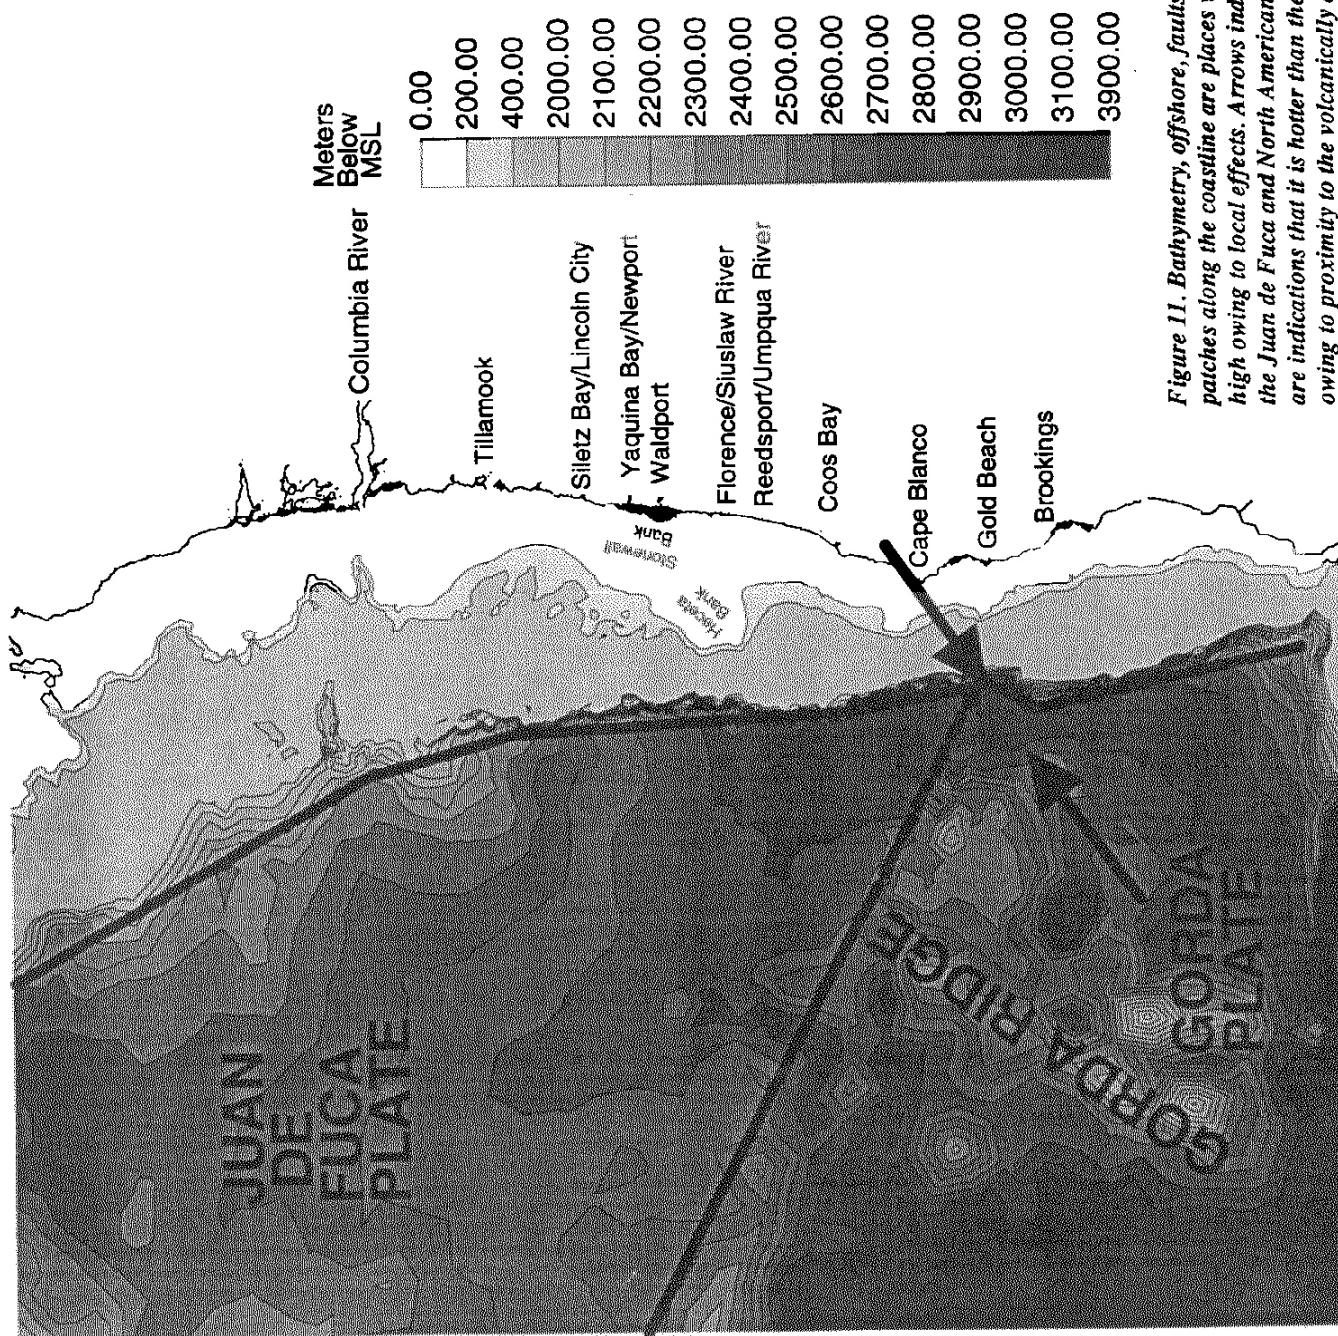 Meters
Below
MSL
0.00
200.00
400.00
2000.00
2100.00
2200.00
2300.00
2400.00
2500.00
2600.00
2700.00
2800.00
2900.00
3000.00
3100.00
3900.00
Columbia River
Tillamook
Siletz Bay/Lincoln City
Yaquina Bay/Newport
Waldport
Stonewall
Bank
Heceta
Bank
Florence/Siuslaw River
Reedsport/Umpqua River
Coos Bay
Cape Blanco
Gold Beach
Brookings
JUAN
DE
FUCA
PLATE
GORDA RIDGE
GORDA
PLATE
Figure 11. Bathymetry, offshore, faults
patches along the coastline are places
high owing to local effects. Arrows ind
the Juan de Fuca and North American
are indications that it is hotter than the
owing to proximity to the volcanically